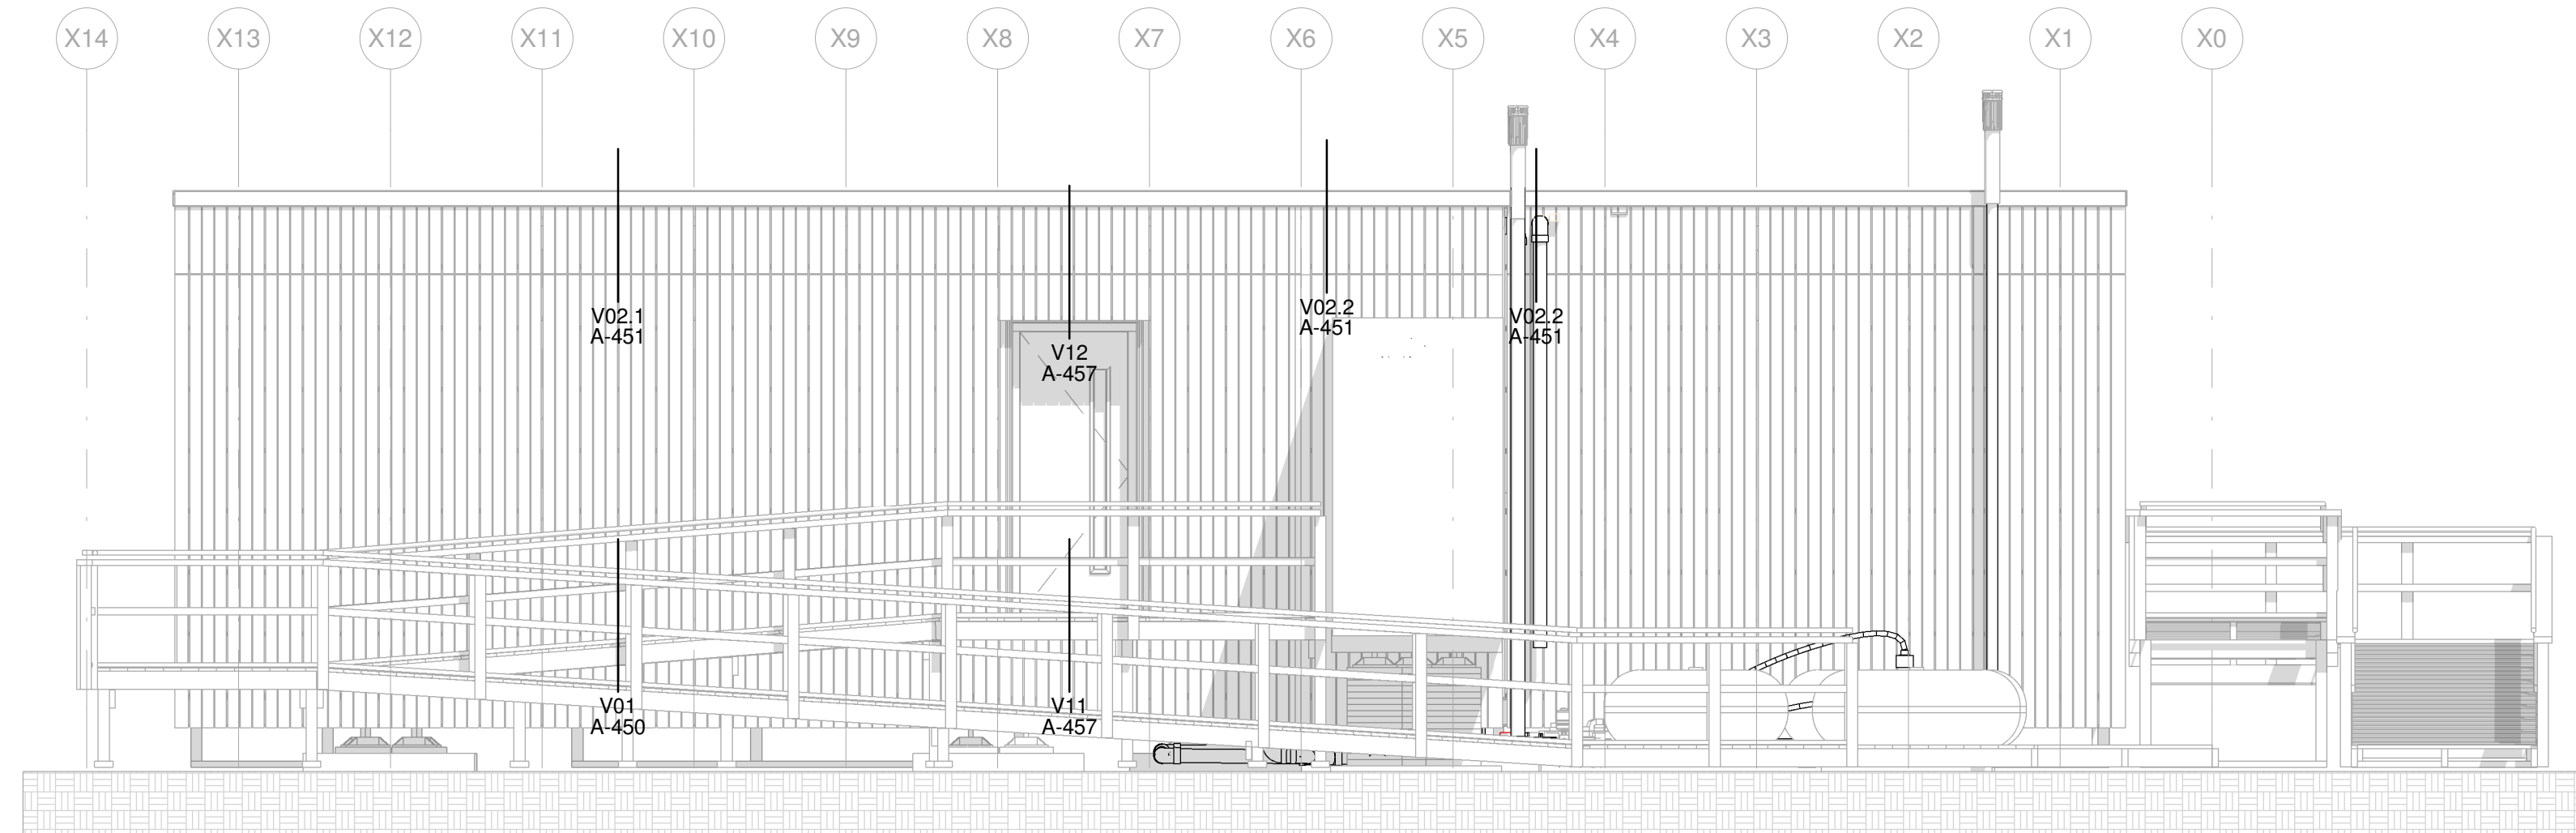 X14 X13 X12 X11 X10 X9 X8 X7 X6 X5 X4 X3 X2 X1 X0
V02.1
A-451
V12
A-457
V02.2
A-451
V02.2
A-451
V01
A-450
V11
A-457